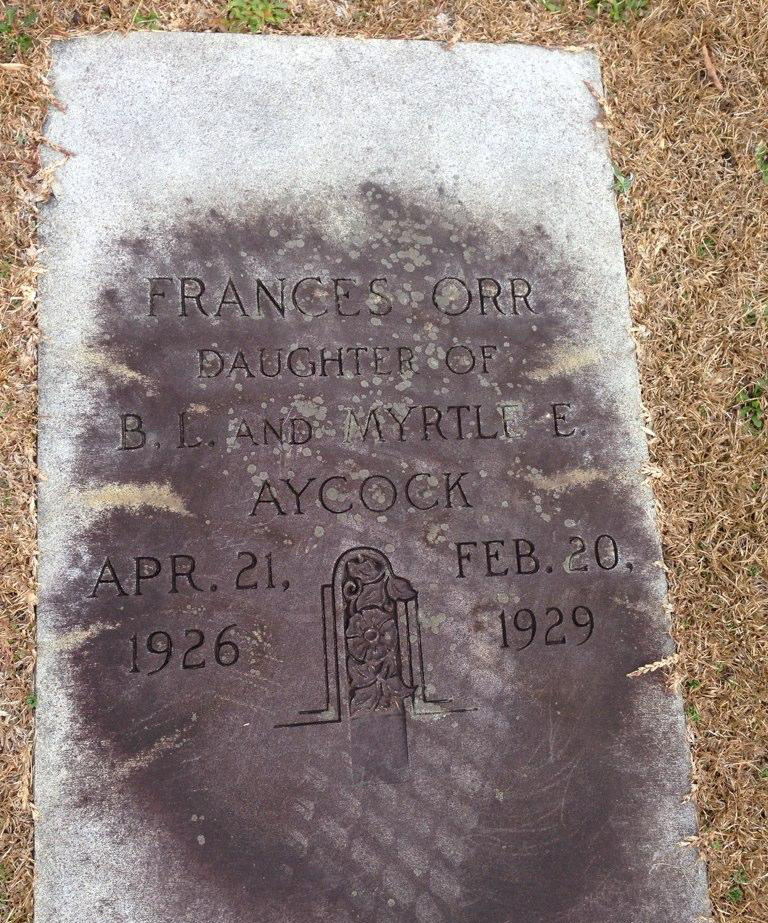 FRANCES ORR
DAUGHTER OF
B. L. AND MYRTLE E.
AYCOCK
APR. 21, 1926
FEB. 20, 1929